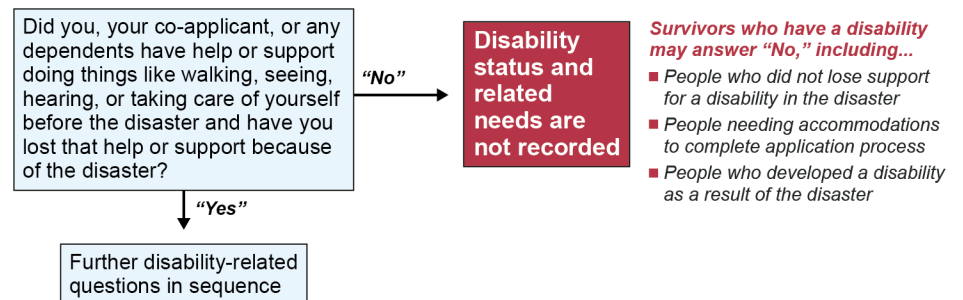 Did you, your co-applicant, or any
dependents have help or support
doing things like walking, seeing,
hearing, or taking care of yourself
before the disaster and have you
lost that help or support because
of the disaster?
“No”
Disability
status and
related
needs are
not recorded
Survivors who have a disability
may answer “No,” including...
People who did not lose support
for a disability in the disaster
People needing accommodations
to complete application process
People who developed a disability
as a result of the disaster
“Yes”
Further disability-related
questions in sequence